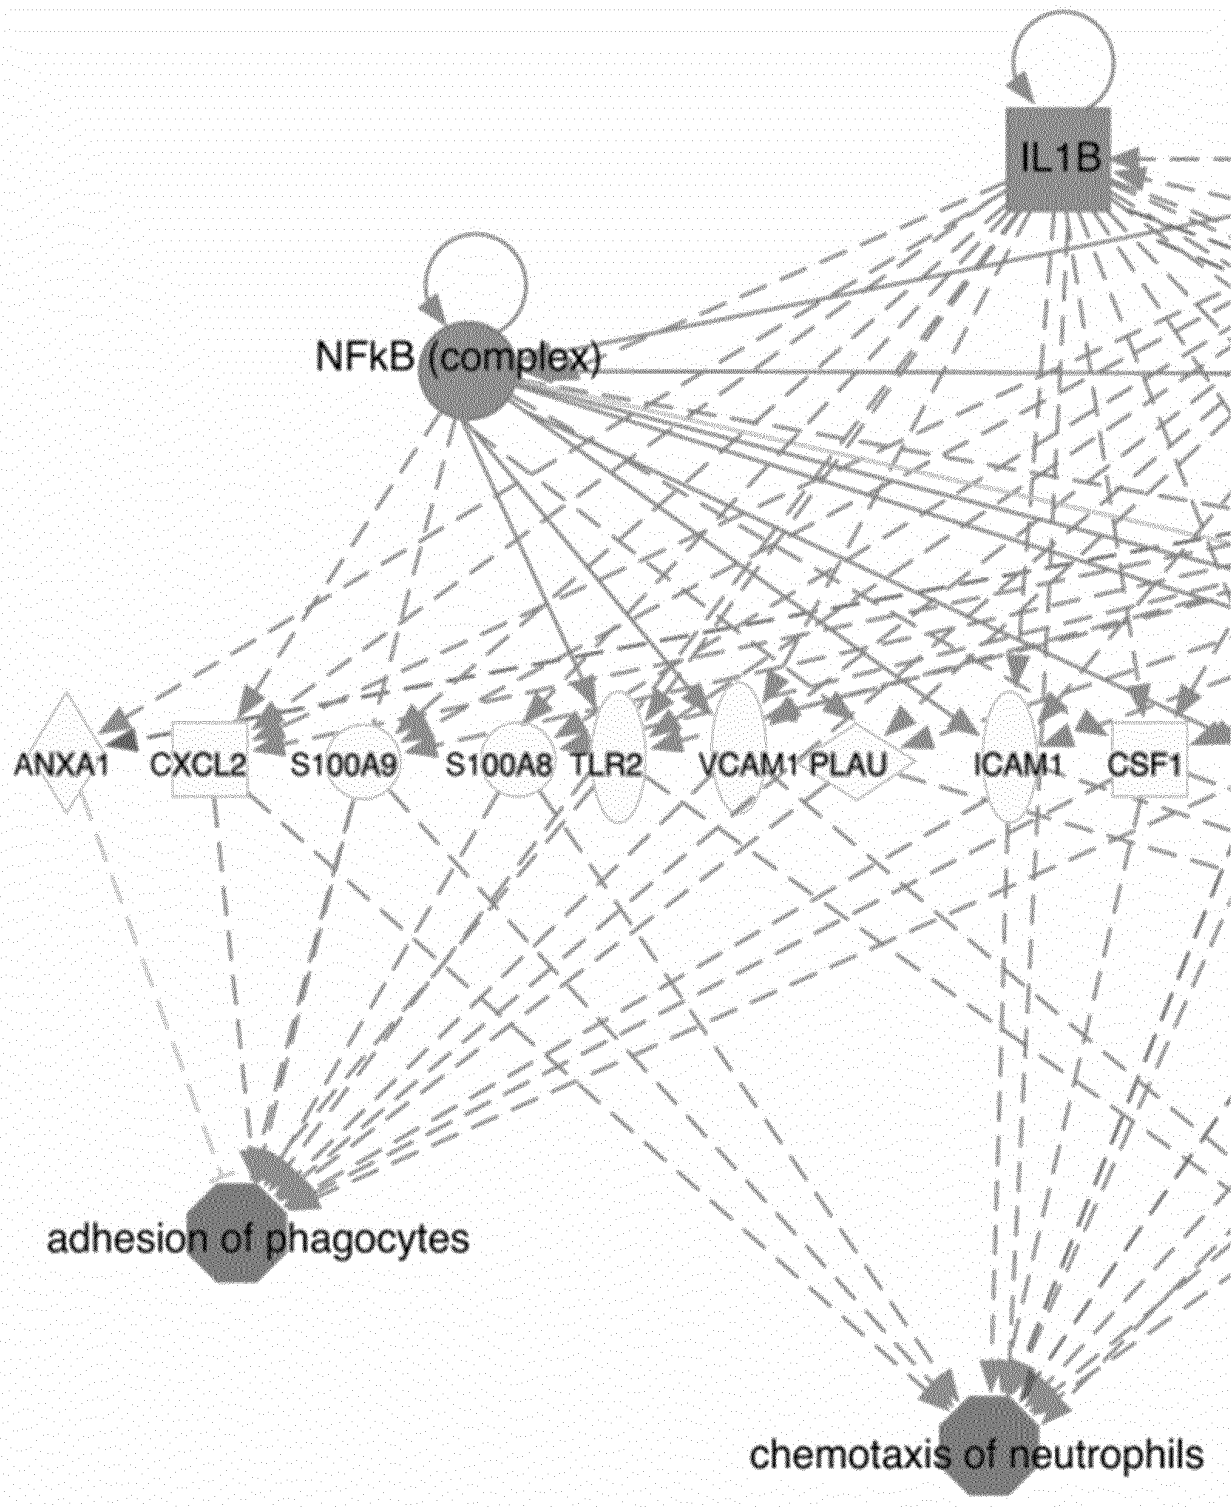 IL1B
NFkB (complex)
ANXA1 CXCL2 S100A9 S100A8 TLR2 VCAM1 PLAU ICAM1 CSF1
adhesion of phagocytes
chemotaxis of neutrophils